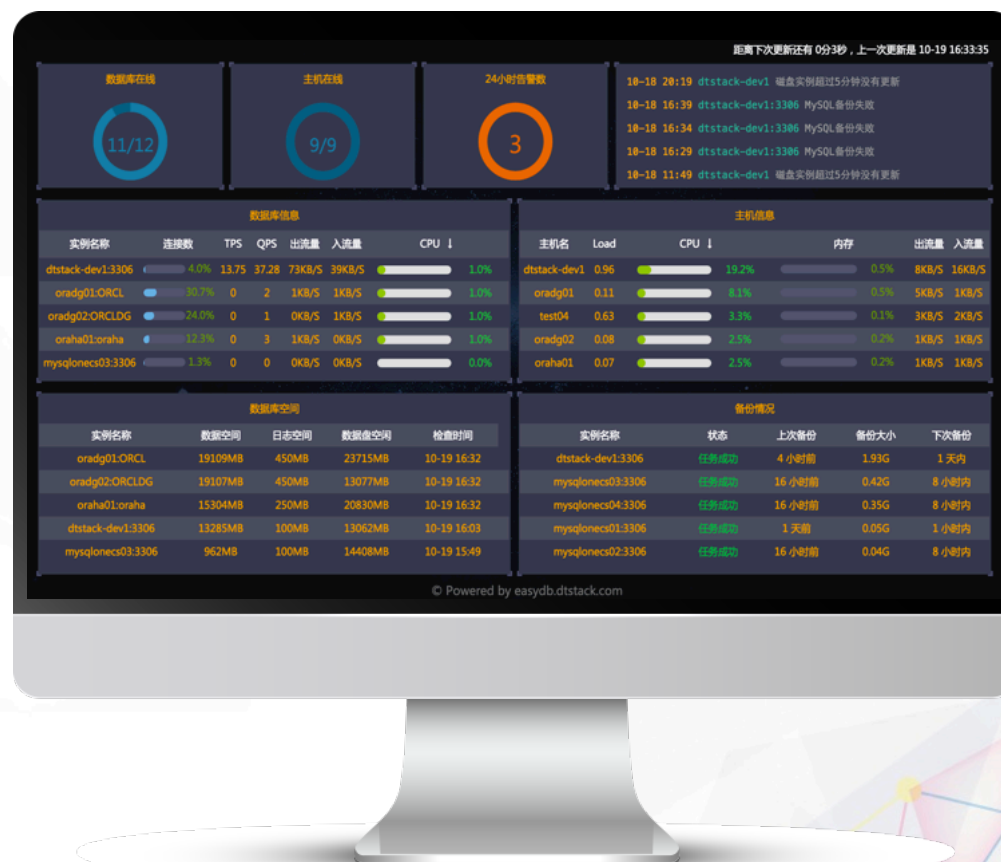 距离下次更新还有 0分3秒，上一次更新是 10-19 16:33:35
数据库在线
11/12
主机在线
9/9
24小时告警数
3
10-18 20:19 dtstack-dev1 磁盘实例超过5分钟没有更新
10-18 16:39 dtstack-dev1:3306 MySQL备份失败
10-18 16:34 dtstack-dev1:3306 MySQL备份失败
10-18 16:29 dtstack-dev1:3306 MySQL备份失败
10-18 11:49 dtstack-dev1 磁盘实例超过5分钟没有更新
数据库信息
实例名称 连接数 TPS QPS 出流量 入流量 CPU ↓
dtstack-dev1:3306 4.0% 13.75 37.28 73KB/S 39KB/S 1.0%
oradg01:ORCL 30.7% 0 2 1KB/S 1KB/S 1.0%
oradg02:ORCLDG 24.0% 0 1 0KB/S 1KB/S 1.0%
oraha01:oraha 12.3% 0 3 1KB/S 0KB/S 1.0%
mysqlonecs03:3306 1.3% 0 0 0KB/S 0KB/S 0.0%
主机信息
主机名 Load CPU ↓ 内存 出流量 入流量
dtstack-dev1 0.96 19.2% 0.5% 8KB/S 16KB/S
oradg01 0.11 8.1% 0.5% 5KB/S 1KB/S
test04 0.63 3.3% 0.1% 3KB/S 2KB/S
oradg02 0.08 2.5% 0.2% 1KB/S 1KB/S
oraha01 0.07 2.5% 0.2% 1KB/S 1KB/S
数据库空间
实例名称 数据空间 日志空间 数据盘空闲 检查时间
oradg01:ORCL 19109MB 450MB 23715MB 10-19 16:32
oradg02:ORCLDG 19107MB 450MB 13077MB 10-19 16:32
oraha01:oraha 15304MB 250MB 20830MB 10-19 16:32
dtstack-dev1:3306 13285MB 100MB 13062MB 10-19 16:03
mysqlonecs03:3306 962MB 100MB 14408MB 10-19 15:49
备份情况
实例名称 状态 上次备份 备份大小 下次备份
dtstack-dev1:3306 任务成功 4 小时前 1.93G 1 天内
mysqlonecs03:3306 任务成功 16 小时前 0.42G 8 小时内
mysqlonecs04:3306 任务成功 16 小时前 0.35G 8 小时内
mysqlonecs01:3306 任务成功 1 天前 0.05G 1 小时内
mysqlonecs02:3306 任务成功 16 小时前 0.04G 8 小时内
© Powered by easydb.dtstack.com